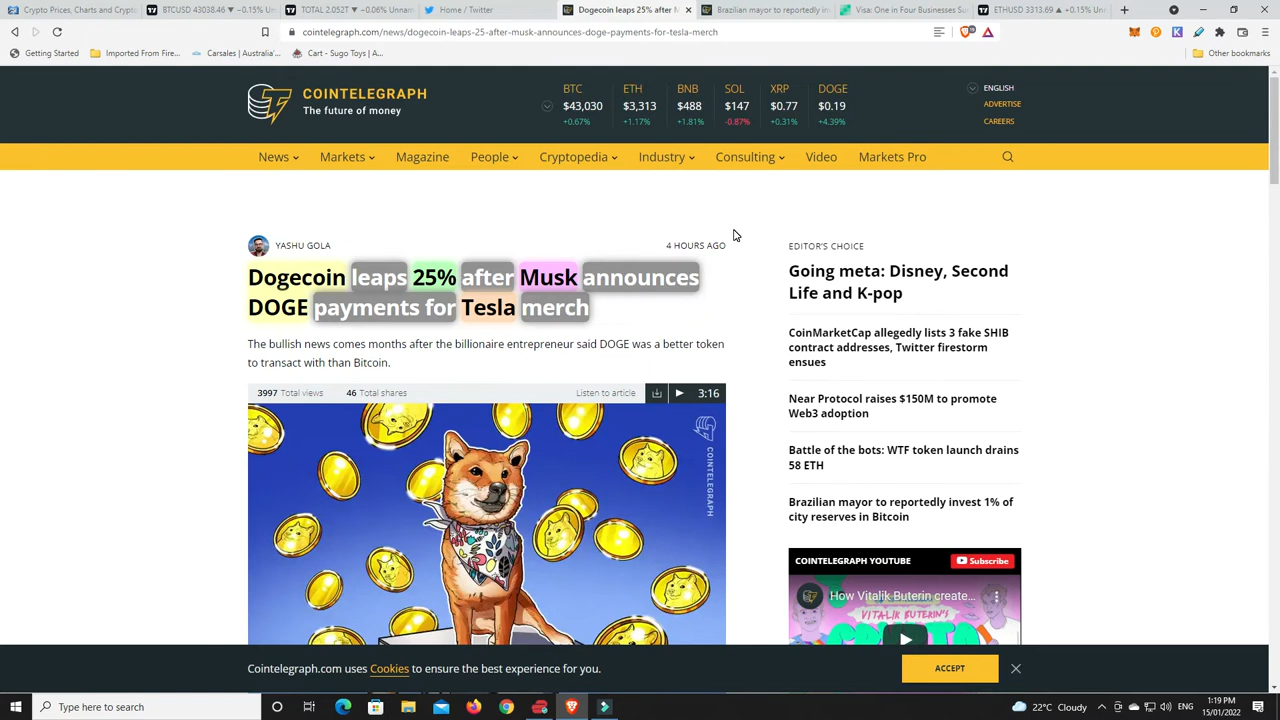 Crypto Prices, Charts and Crypto
BTCUSD 43038.46 ▾ −0.15% Un
TOTAL 2.052T ▾ −0.06% Unnam
Home / Twitter
Dogecoin leaps 25% after M
Brazilian mayor to reportedly in
Visa: One in Four Businesses Su
ETHUSD 3313.69 ▲ +0.15% Un
cointelegraph.com/news/dogecoin-leaps-25-after-musk-announces-doge-payments-for-tesla-merch
Getting Started
Imported From Fire...
Carsales | Australia'...
Cart - Sugo Toys | A...
Other bookmarks
COINTELEGRAPH
The future of money
BTC
$43,030
+0.67%
ETH
$3,313
+1.17%
BNB
$488
+1.81%
SOL
$147
-0.87%
XRP
$0.77
+0.31%
DOGE
$0.19
+4.39%
ENGLISH
ADVERTISE
CAREERS
News
Markets
Magazine
People
Cryptopedia
Industry
Consulting
Video
Markets Pro
YASHU GOLA
4 HOURS AGO
Dogecoin leaps 25% after Musk announces
DOGE payments for Tesla merch
The bullish news comes months after the billionaire entrepreneur said DOGE was a better token
to transact with than Bitcoin.
3997 Total views
46 Total shares
Listen to article
3:16
COINTELEGRAPH
EDITOR'S CHOICE
Going meta: Disney, Second
Life and K-pop
CoinMarketCap allegedly lists 3 fake SHIB
contract addresses, Twitter firestorm
ensues
Near Protocol raises $150M to promote
Web3 adoption
Battle of the bots: WTF token launch drains
58 ETH
Brazilian mayor to reportedly invest 1% of
city reserves in Bitcoin
COINTELEGRAPH YOUTUBE
Subscribe
How Vitalik Buterin create...
VITALIK BUTERIN'S
Cointelegraph.com uses Cookies to ensure the best experience for you.
ACCEPT
Type here to search
22°C Cloudy
ENG
1:19 PM
15/01/2022